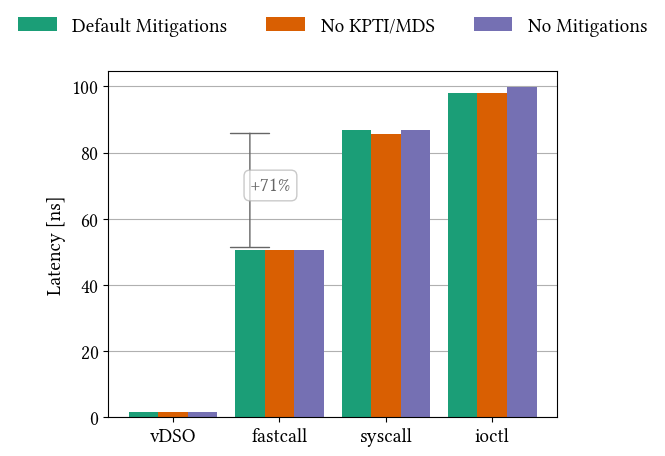 Default Mitigations No KPTI/MDS No Mitigations
100
80
60
40
20
0
Latency [ns]
+71%
vDSO fastcall syscall ioctl